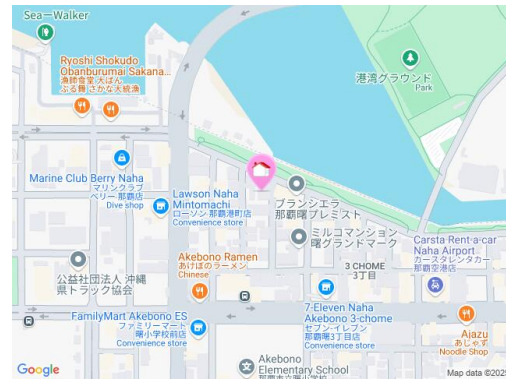 Sea-Walker
Ryoshi Shokudo
Obanburumai Sakana...
漁師食堂 大ばん
ぶる舞 さかな大統漁
港湾グラウンド
Park
Marine Club Berry Naha
マリンクラブ
ベリー 那覇店
Dive shop
Lawson Naha
Mintomachi
ローソン 那覇港町店
Convenience store
ブランシエラ
那覇曙プレミスト
ミルコマンション
曙グランドマーク
Carsta Rent-a-car
Naha Airport
カースタレンタカー
那覇空港店
公益社団法人 沖縄
県トラック協会
Akebono Ramen
あけぼのラーメン
Chinese
3 CHOME
3丁目
7-Eleven Naha
Akebono 3-chome
セブン-イレブン
那覇曙3丁目店
Convenience store
FamilyMart Akebono ES
ファミリーマート
曙小学校前店
Convenience store
Ajazu
あじゃず
Noodle Shop
Akebono
Elementary School
那覇市立曙小学校
Google
Map data ©2025